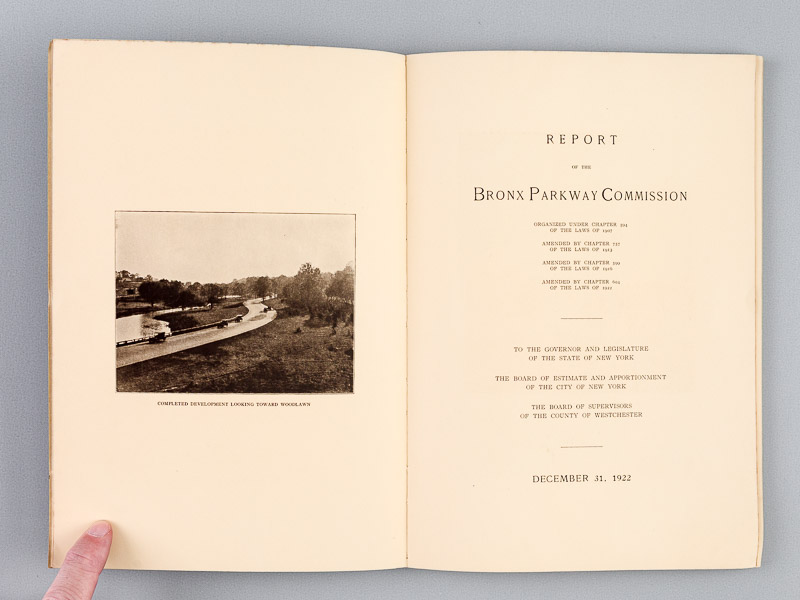 COMPLETED DEVELOPMENT LOOKING TOWARD WOODLAWN
REPORT
OF THE
BRONX PARKWAY COMMISSION
ORGANIZED UNDER CHAPTER 594
OF THE LAWS OF 1907
AMENDED BY CHAPTER
OF THE LAWS OF 1913
AMENDED BY CHAPTER 599
OF THE LAWS OF 1916
AMENDED BY CHAPTER
OF THE LAWS OF
TO THE GOVERNOR AND LEGISLATURE
OF THE STATE OF NEW YORK
THE BOARD OF ESTIMATE AND APPORTIONMENT
OF THE CITY OF NEW YORK
THE BOARD OF SUPERVISORS
OF THE COUNTY OF WESTCHESTER
DECEMBER 31, 1922